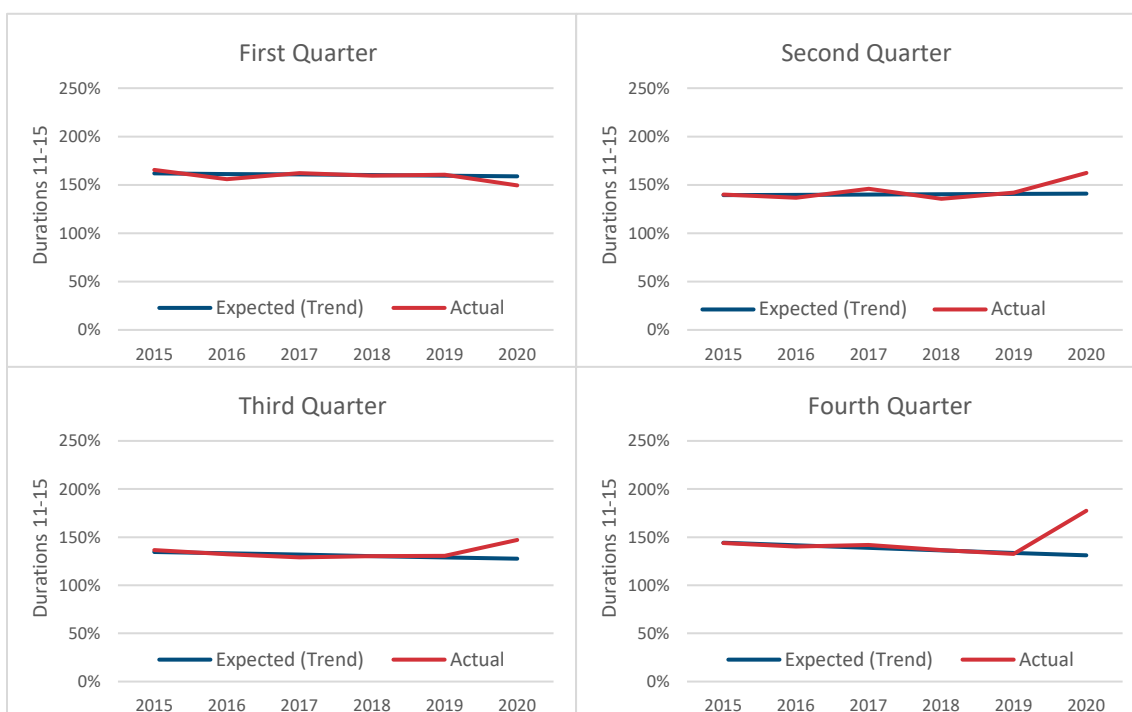 First Quarter
250%
200%
150%
100%
50%
0%
Durations 11-15
Expected (Trend)
Actual
2015 2016 2017 2018 2019 2020
Second Quarter
250%
200%
150%
100%
50%
0%
Durations 11-15
Expected (Trend)
Actual
2015 2016 2017 2018 2019 2020
Third Quarter
250%
200%
150%
100%
50%
0%
Durations 11-15
Expected (Trend)
Actual
2015 2016 2017 2018 2019 2020
Fourth Quarter
250%
200%
150%
100%
50%
0%
Durations 11-15
Expected (Trend)
Actual
2015 2016 2017 2018 2019 2020